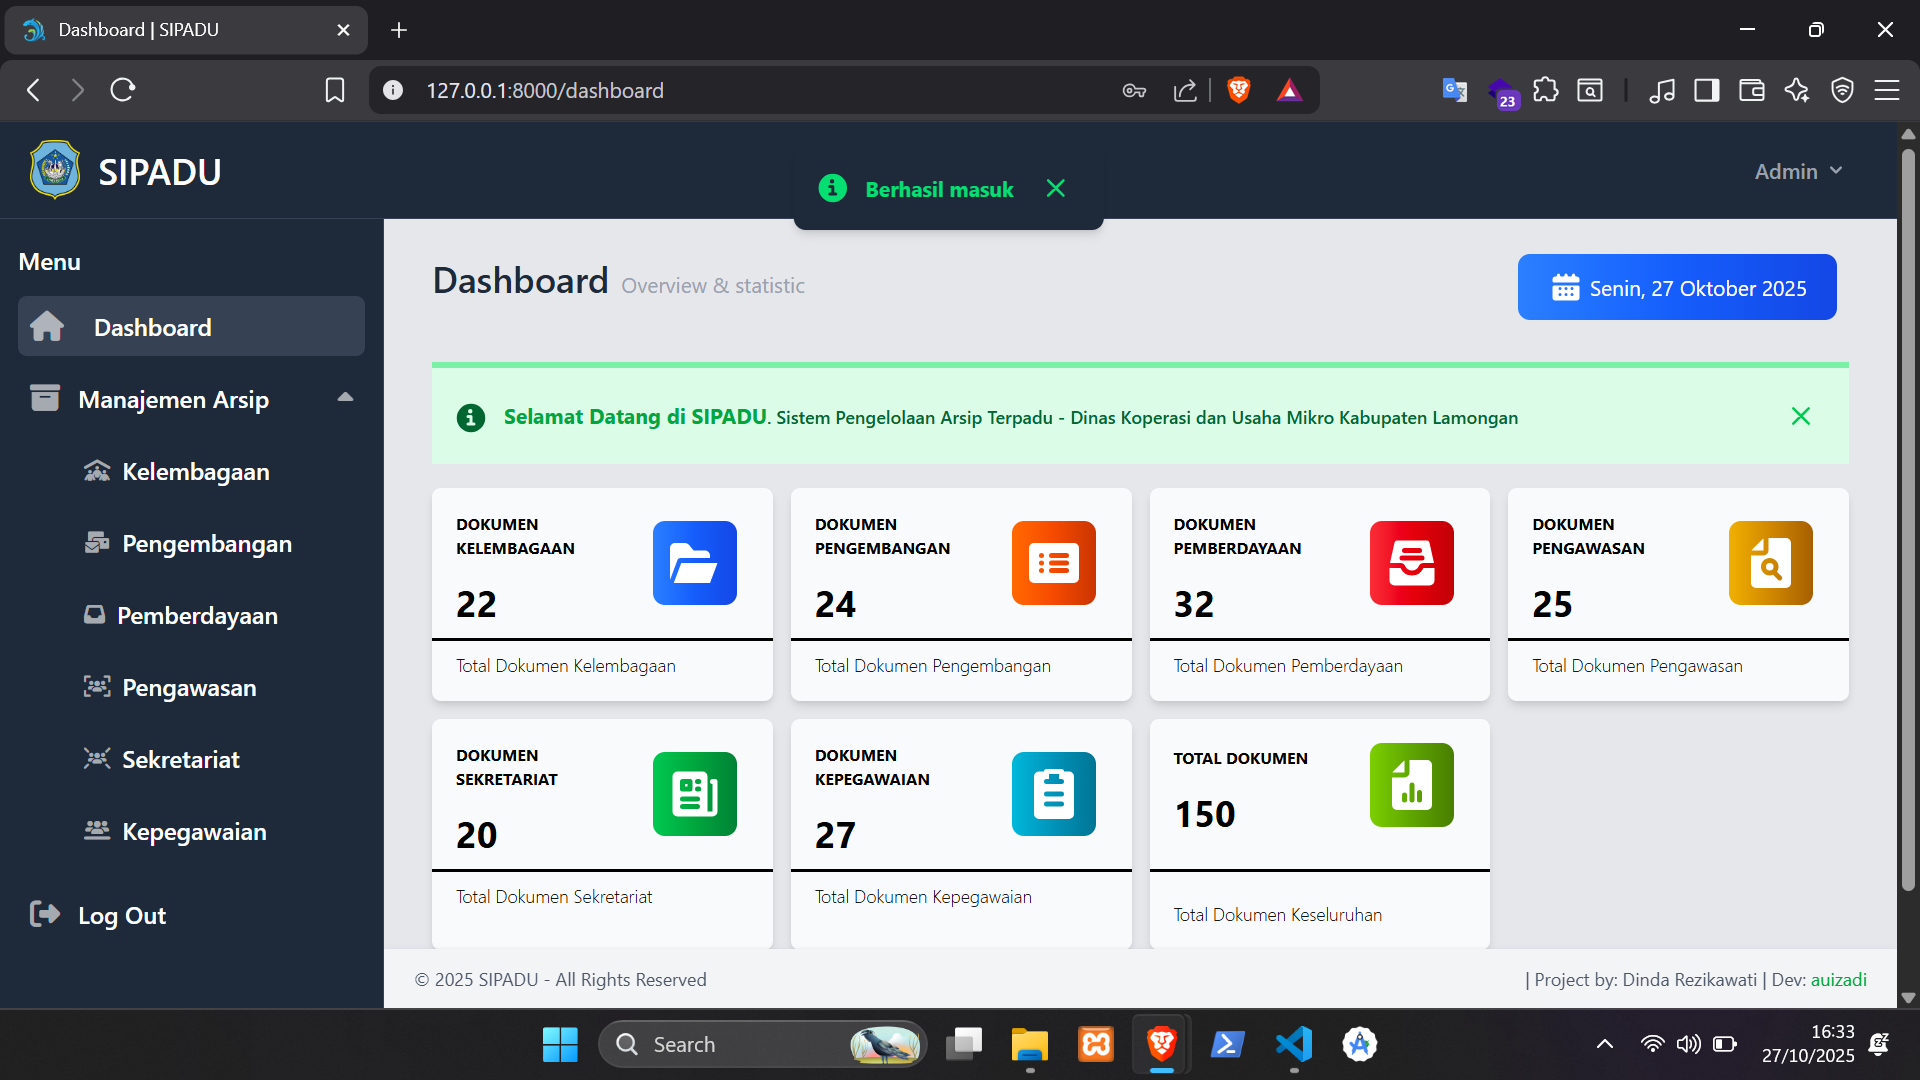 Dashboard | SIPADU
127.0.0.1:8000/dashboard
23
SIPADU
Berhasil masuk
Admin
Menu
Dashboard
Manajemen Arsip
Kelembagaan
Pengembangan
Pemberdayaan
Pengawasan
Sekretariat
Kepegawaian
Log Out
Dashboard Overview & statistic
Senin, 27 Oktober 2025
Selamat Datang di SIPADU. Sistem Pengelolaan Arsip Terpadu - Dinas Koperasi dan Usaha Mikro Kabupaten Lamongan
DOKUMEN
KELEMBAGAAN
22
Total Dokumen Kelembagaan
DOKUMEN
PENGEMBANGAN
24
Total Dokumen Pengembangan
DOKUMEN
PEMBERDAYAAN
32
Total Dokumen Pemberdayaan
DOKUMEN
PENGAWASAN
25
Total Dokumen Pengawasan
DOKUMEN
SEKRETARIAT
20
Total Dokumen Sekretariat
DOKUMEN
KEPEGAWAIAN
27
Total Dokumen Kepegawaian
TOTAL DOKUMEN
150
Total Dokumen Keseluruhan
© 2025 SIPADU - All Rights Reserved
| Project by: Dinda Rezikawati | Dev: auizadi
Search
16:33
27/10/2025